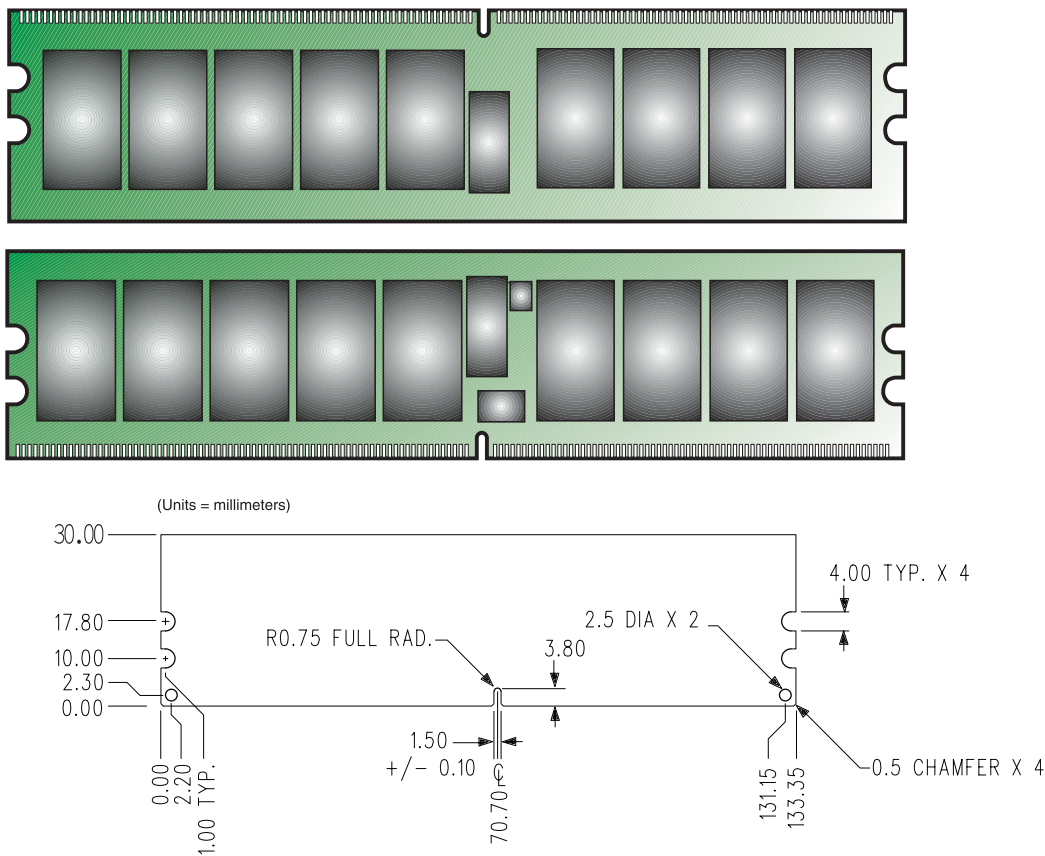 (Units = millimeters)
30.00
4.00 TYP. X 4
17.80
2.5 DIA X 2
R0.75 FULL RAD.
3.80
10.00
2.30
0.00
1.50
+/- 0.10
℄
0.5 CHAMFER X 4
0.00
2.20
1.00 TYP.
70.70
131.15
133.35